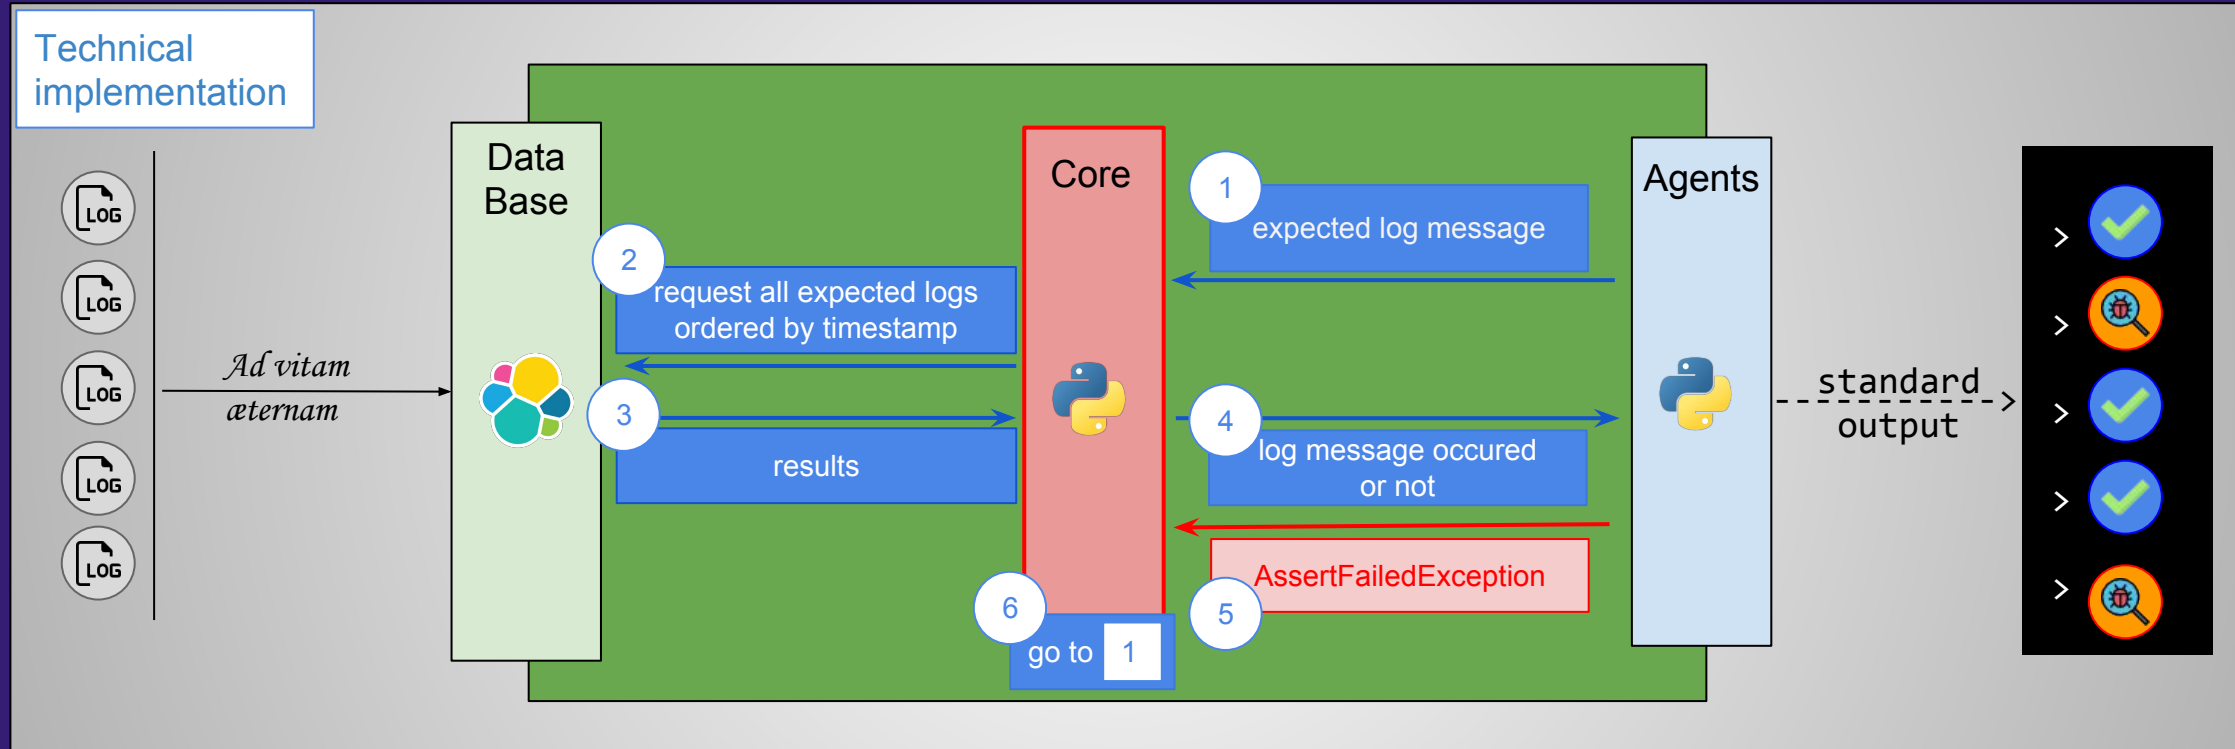 Technical
implementation
LOG
LOG
LOG
LOG
LOG
Ad vitam
æternam
Data
Base
2
request all expected logs
ordered by timestamp
3
results
Core
6
go to 1
1
expected log message
4
log message occured
or not
AssertFailedException
5
Agents
standard
output
>
>
>
>
>